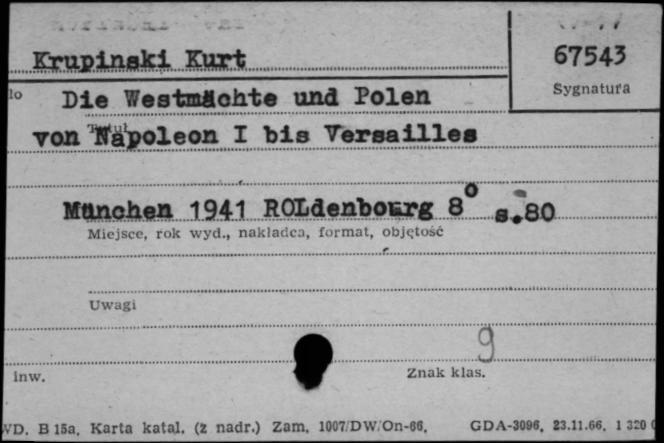 Krupinski Kurt
67543
Sygnatura
lo
Die Westmächte und Polen
Tytuł
von Napoleon I bis Versailles
München 1941 ROLdenbourg 8° s.80
Miejsce, rok wyd., nakładca, format, objętość
Uwagi
9
inw.
Znak klas.
WD. B 15a. Karta katal. (z nadr.) Zam. 1007/DW/On-66. GDA-3096, 23.11.66. 1 320